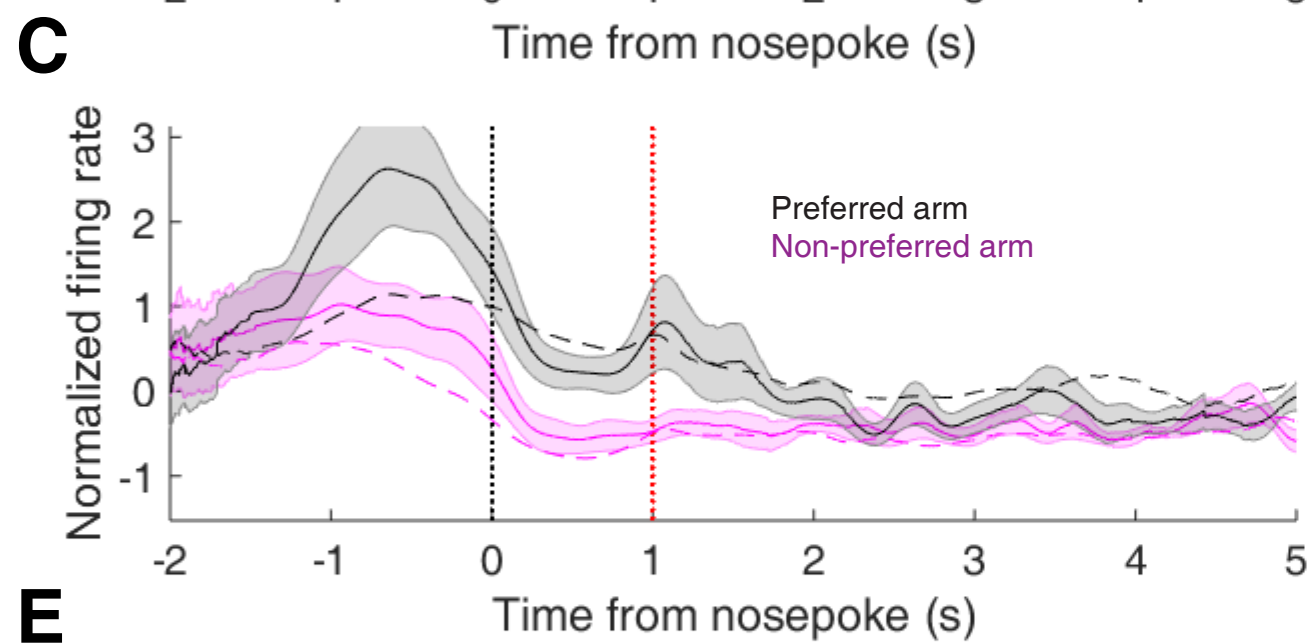 C
Time from nosepoke (s)
Normalized firing rate
3
2
1
0
-1
Preferred arm
Non-preferred arm
-2 -1 0 1 2 3 4 5
Time from nosepoke (s)
E